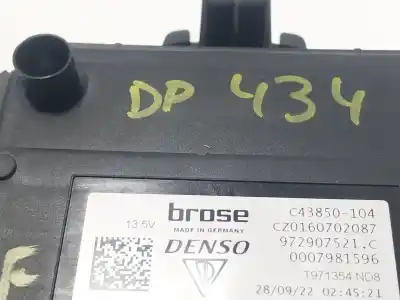 DP 434
brose C43850-104
13.5V MADE IN GERMANY CZ0160702087
DENSO 972907521.C
0007981596
T971354 ND8
28/09/22 02:45:21
F